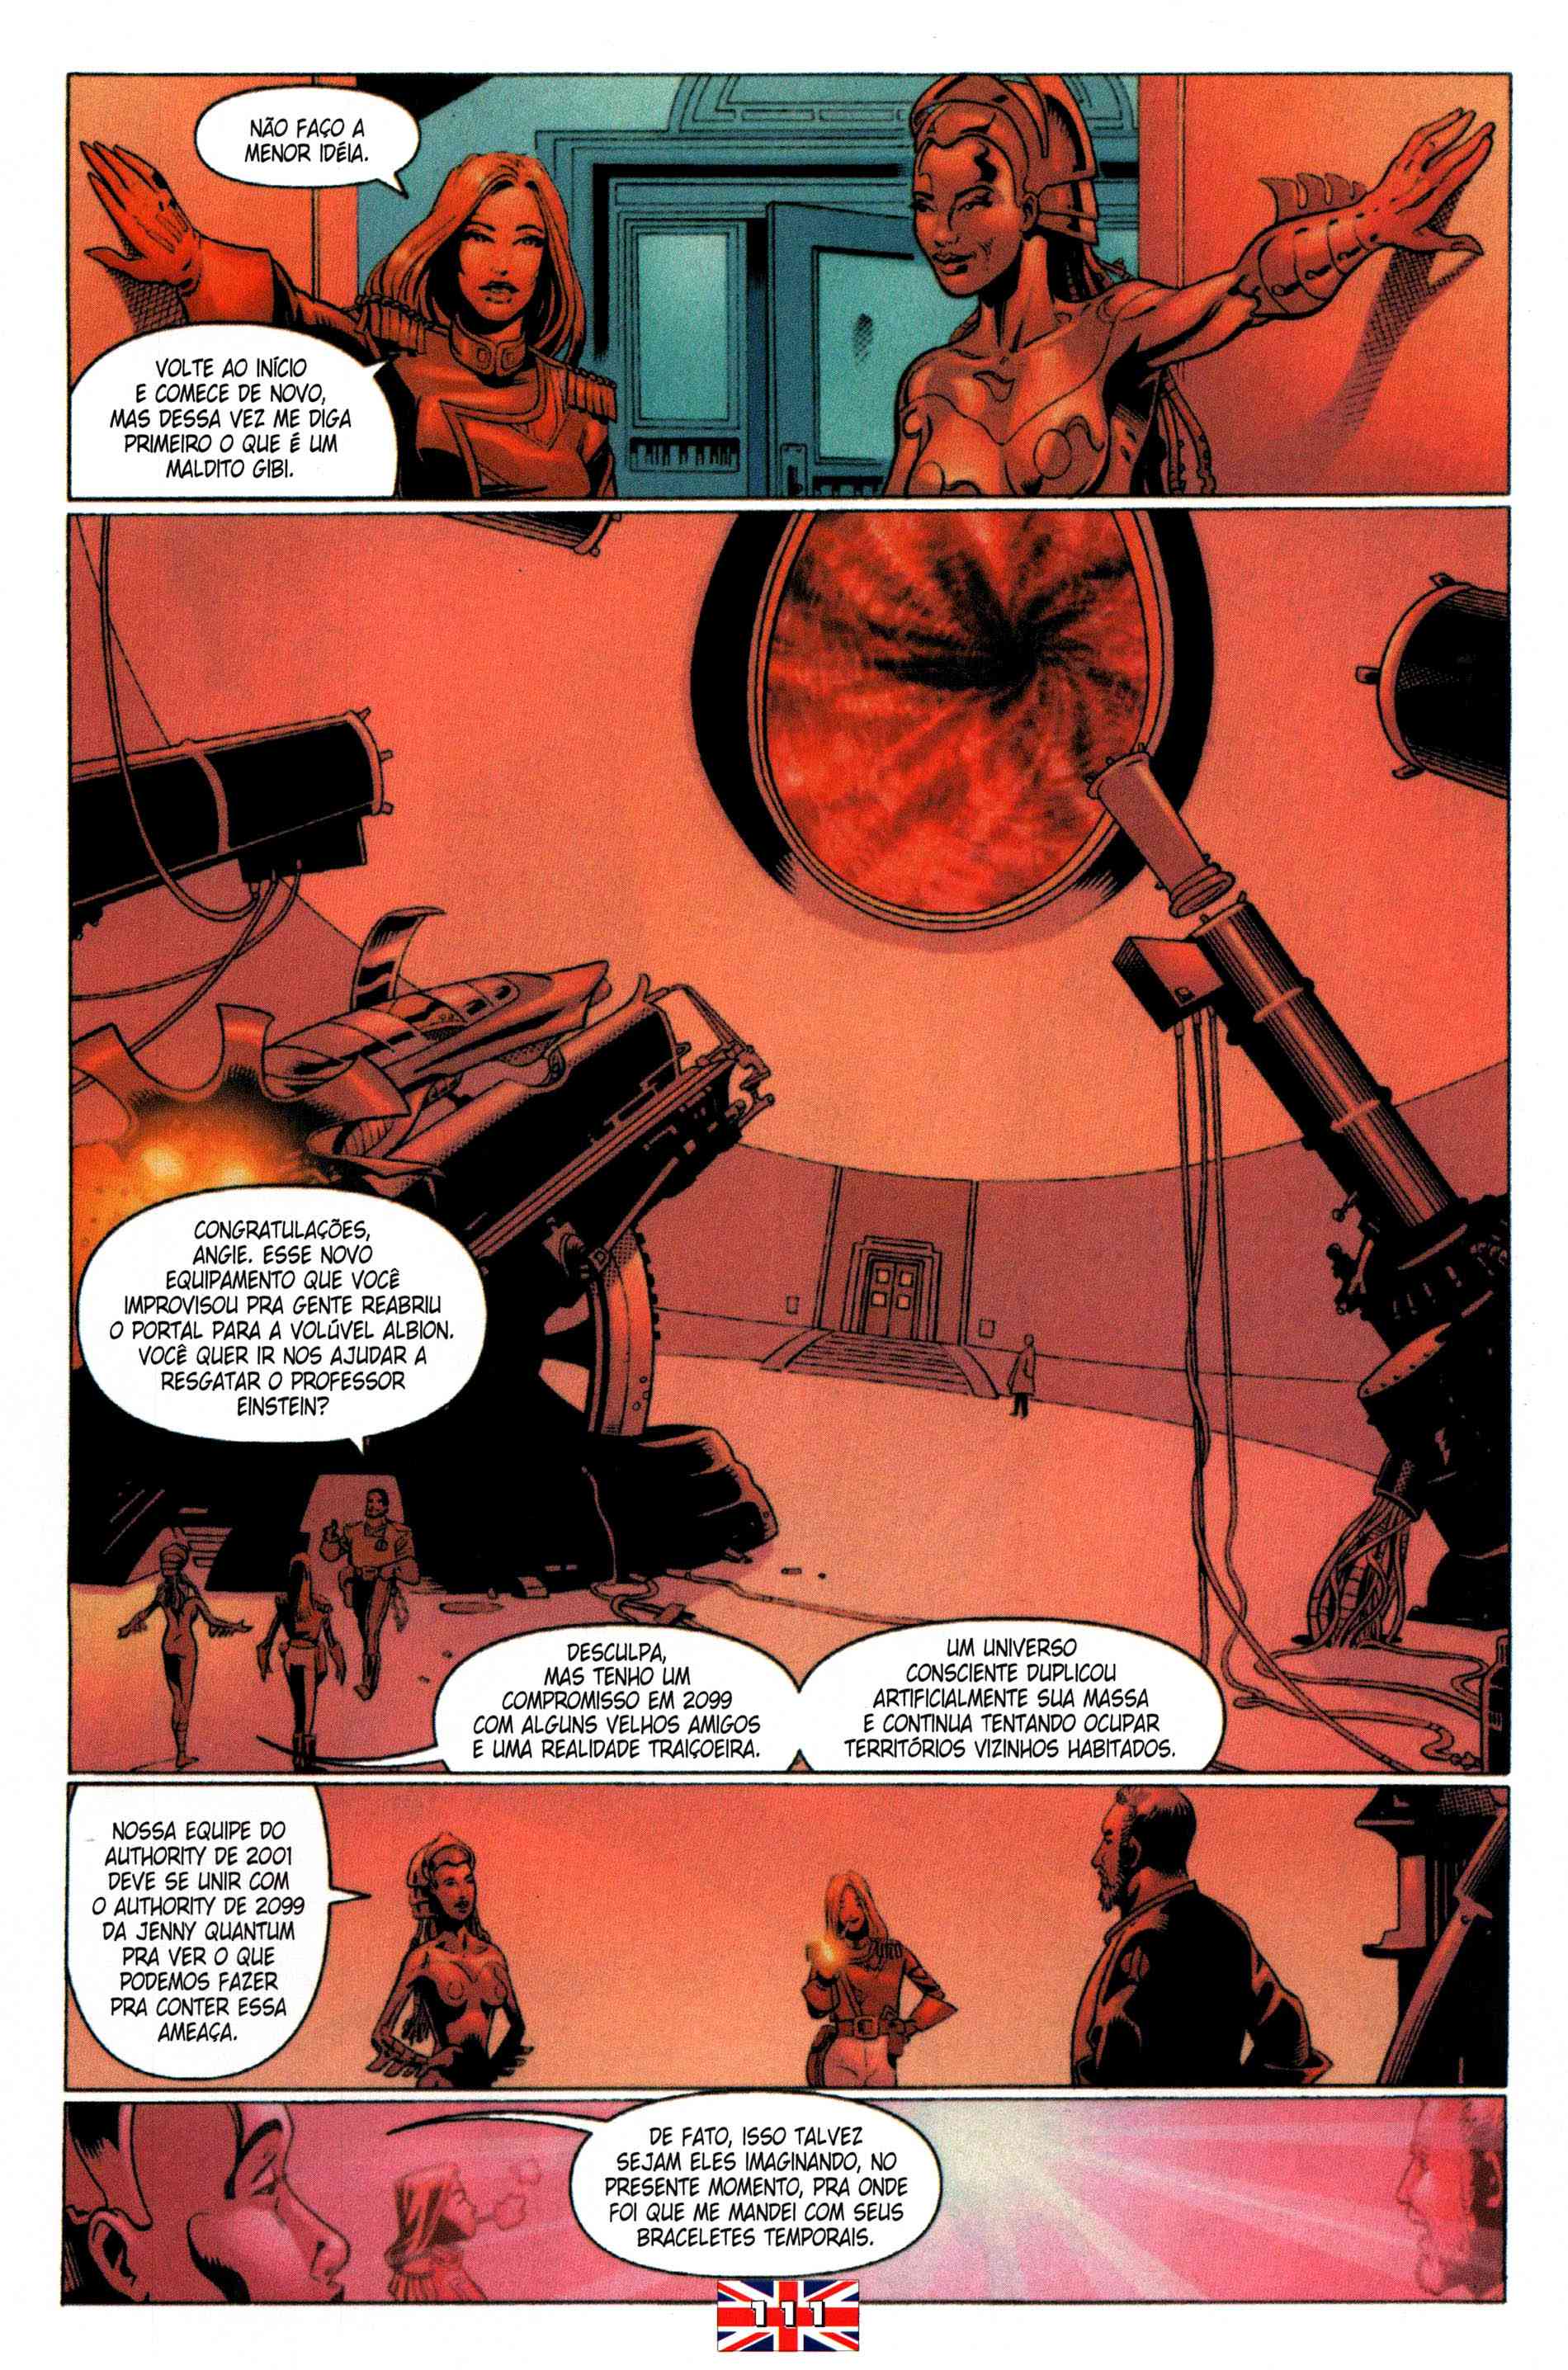 NÃO FAÇO A
MENOR IDÉIA.
VOLTE AO INÍCIO
E COMECE DE NOVO,
MAS DESSA VEZ ME DIGA
PRIMEIRO O QUE É UM
MALDITO GIBI.
CONGRATULAÇÕES,
ANGIE. ESSE NOVO
EQUIPAMENTO QUE VOCÊ
IMPROVISOU PRA GENTE REABRIU
O PORTAL PARA A VOLÚVEL ALBION.
VOCÊ QUER IR NOS AJUDAR A
RESGATAR O PROFESSOR
EINSTEIN?
DESCULPA,
MAS TENHO UM
COMPROMISSO EM 2099
COM ALGUNS VELHOS AMIGOS
E UMA REALIDADE TRAIÇOEIRA.
UM UNIVERSO
CONSCIENTE DUPLICOU
ARTIFICIALMENTE SUA MASSA
E CONTINUA TENTANDO OCUPAR
TERRITÓRIOS VIZINHOS HABITADOS.
NOSSA EQUIPE DO
AUTHORITY DE 2001
DEVE SE UNIR COM
O AUTHORITY DE 2099
DA JENNY QUANTUM
PRA VER O QUE
PODEMOS FAZER
PRA CONTER ESSA
AMEAÇA.
DE FATO, ISSO TALVEZ
SEJAM ELES IMAGINANDO, NO
PRESENTE MOMENTO, PRA ONDE
FOI QUE ME MANDEI COM SEUS
BRACELETES TEMPORAIS.
111